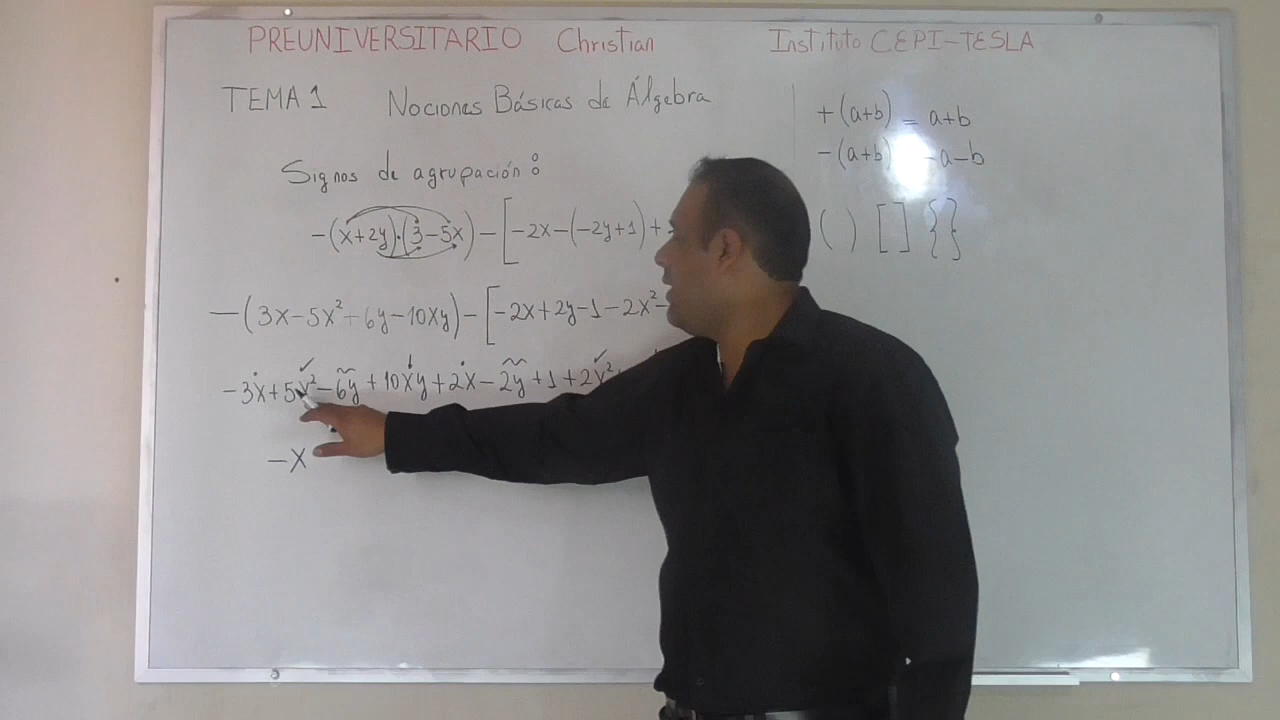 PREUNIVERSITARIO Christian Instituto CEPI-TESLA
TEMA 1 Nociones Básicas de Álgebra
+(a+b) = a+b
-(a+b) -a-b
Signos de agrupación:
-(x+2y)·(3-5x)-[-2x-(-2y+1)+
( ) [ ] { }
-(3x-5x²+6y-10xy)-[-2x+2y-1-2x²-
-3x+5x²-6y+10xy+2x-2y+1+2x²
-x